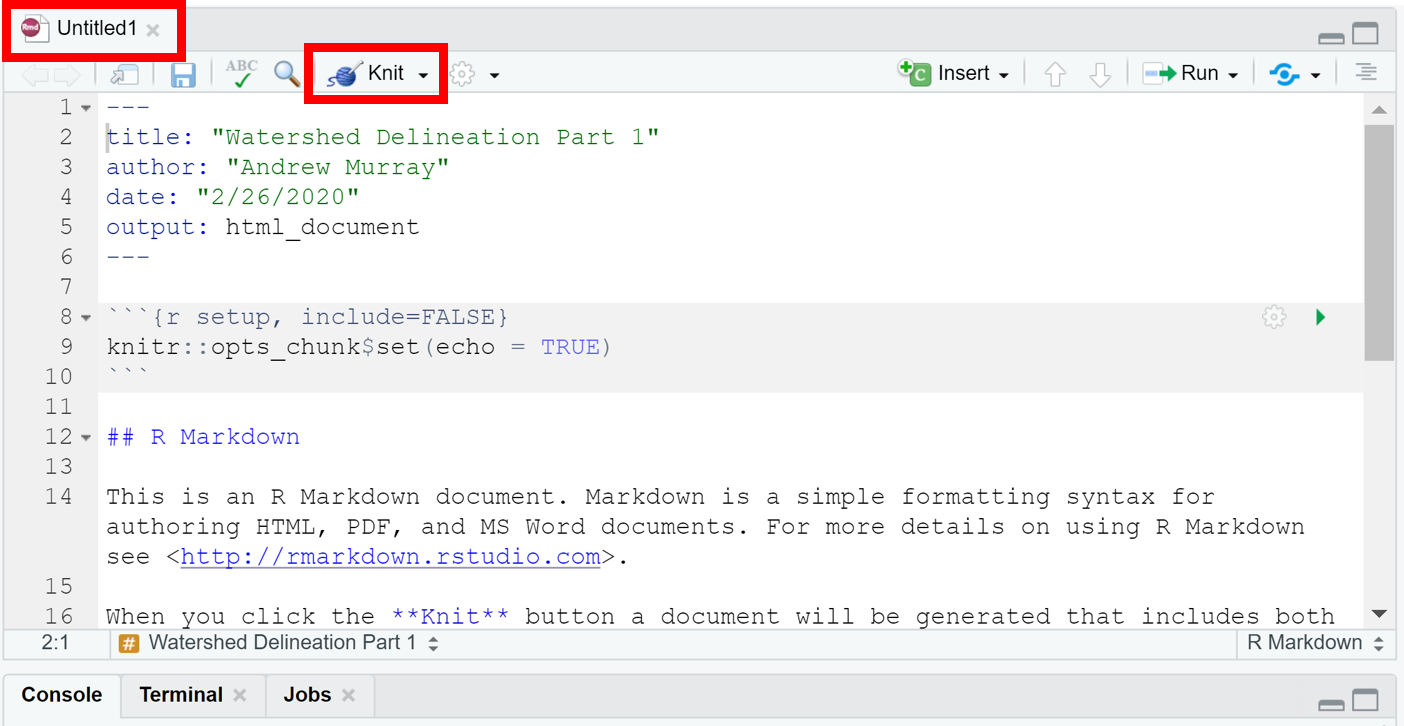 Rmd Untitled1
ABC Knit Insert Run
1 ---
2 title: "Watershed Delineation Part 1"
3 author: "Andrew Murray"
4 date: "2/26/2020"
5 output: html_document
6 ---
7
8 ```{r setup, include=FALSE}
9 knitr::opts_chunk$set(echo = TRUE)
10 ```
11
12 ## R Markdown
13
14 This is an R Markdown document. Markdown is a simple formatting syntax for
authoring HTML, PDF, and MS Word documents. For more details on using R Markdown
see <http://rmarkdown.rstudio.com>.
15
16 When you click the **Knit** button a document will be generated that includes both
2:1 # Watershed Delineation Part 1 R Markdown
Console Terminal Jobs